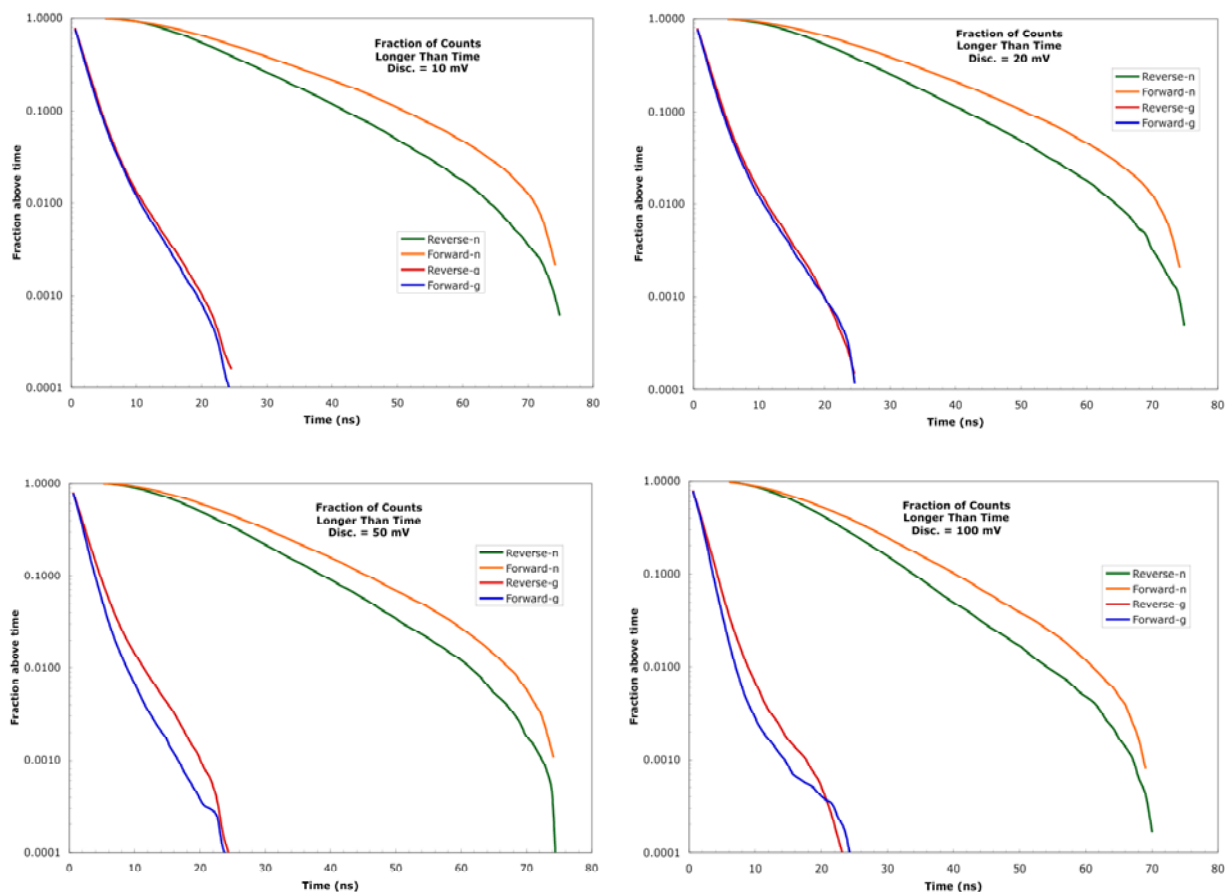 Fraction of Counts
Longer Than Time
Disc. = 10 mV
Fraction above time
1.0000
0.1000
0.0100
0.0010
0.0001
Reverse-n
Forward-n
Reverse-g
Forward-g
0 10 20 30 40 50 60 70 80
Time (ns)
Fraction of Counts
Longer Than Time
Disc. = 20 mV
Fraction above time
1.0000
0.1000
0.0100
0.0010
0.0001
Reverse-n
Forward-n
Reverse-g
Forward-g
0 10 20 30 40 50 60 70 80
Time (ns)
Fraction of Counts
Longer Than Time
Disc. = 50 mV
Fraction above time
1.0000
0.1000
0.0100
0.0010
0.0001
Reverse-n
Forward-n
Reverse-g
Forward-g
0 10 20 30 40 50 60 70 80
Time (ns)
Fraction of Counts
Longer Than Time
Disc. = 100 mV
Fraction above time
1.0000
0.1000
0.0100
0.0010
0.0001
Reverse-n
Forward-n
Reverse-g
Forward-g
0 10 20 30 40 50 60 70 80
Time (ns)